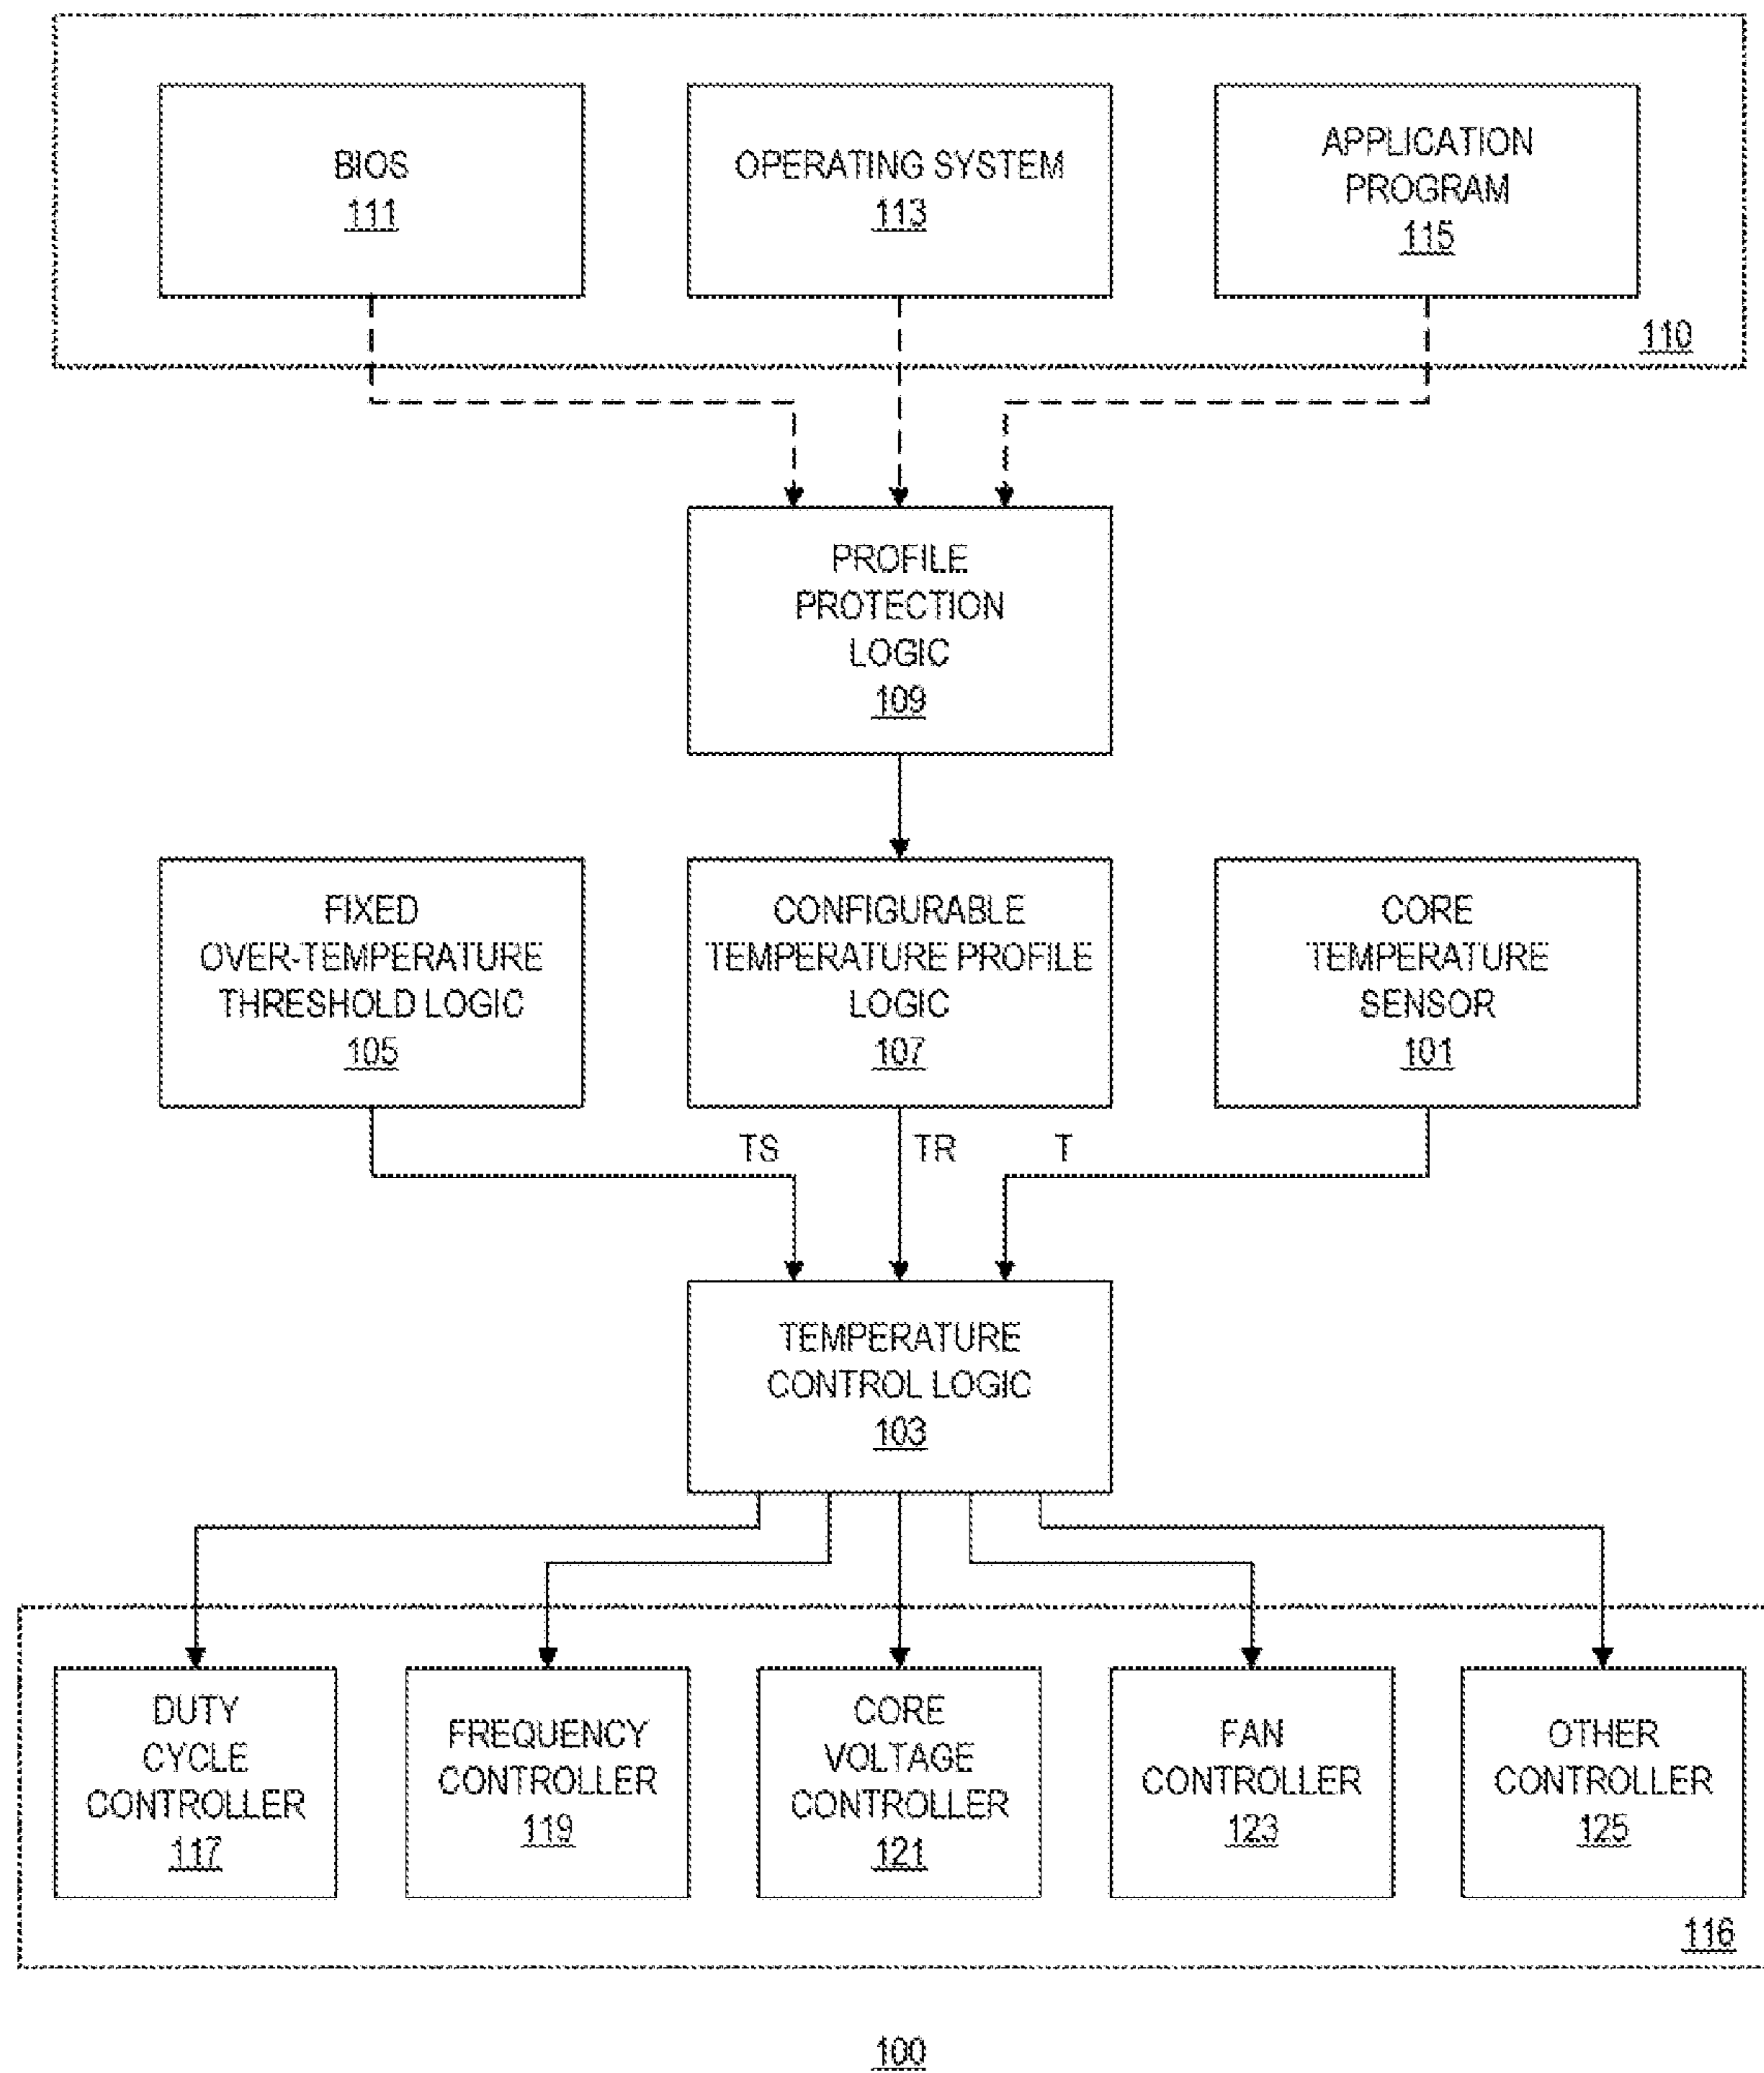 BIOS
111
OPERATING SYSTEM
113
APPLICATION
PROGRAM
115
110
PROFILE
PROTECTION
LOGIC
109
FIXED
OVER-TEMPERATURE
THRESHOLD LOGIC
105
CONFIGURABLE
TEMPERATURE PROFILE
LOGIC
107
CORE
TEMPERATURE
SENSOR
101
TS
TR
T
TEMPERATURE
CONTROL LOGIC
103
DUTY
CYCLE
CONTROLLER
117
FREQUENCY
CONTROLLER
119
CORE
VOLTAGE
CONTROLLER
121
FAN
CONTROLLER
123
OTHER
CONTROLLER
125
116
100